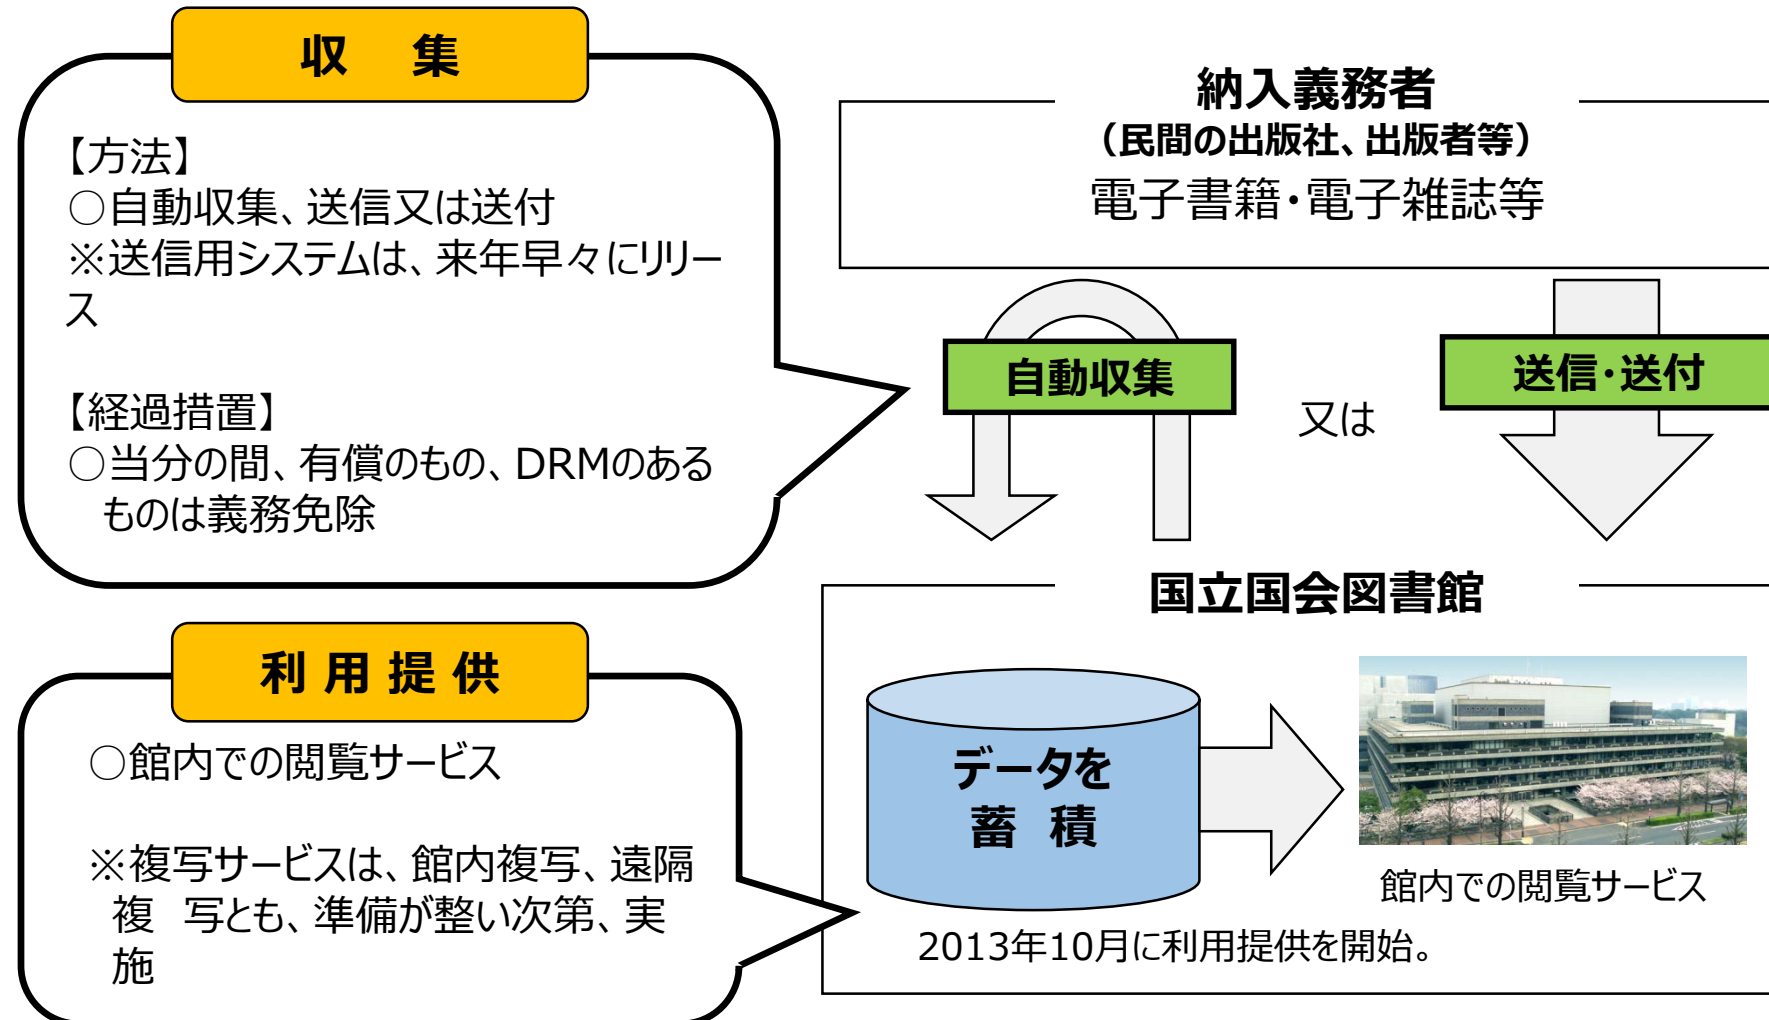 収　集
【方法】
○自動収集、送信又は送付
※送信用システムは、来年早々にリリー
ス
【経過措置】
○当分の間、有償のもの、DRMのある
ものは義務免除
納入義務者
（民間の出版社、出版者等）
電子書籍・電子雑誌等
自動収集
又は
送信・送付
国立国会図書館
データを
蓄 積
館内での閲覧サービス
2013年10月に利用提供を開始。
利 用 提 供
○館内での閲覧サービス
※複写サービスは、館内複写、遠隔
複　写とも、準備が整い次第、実
施